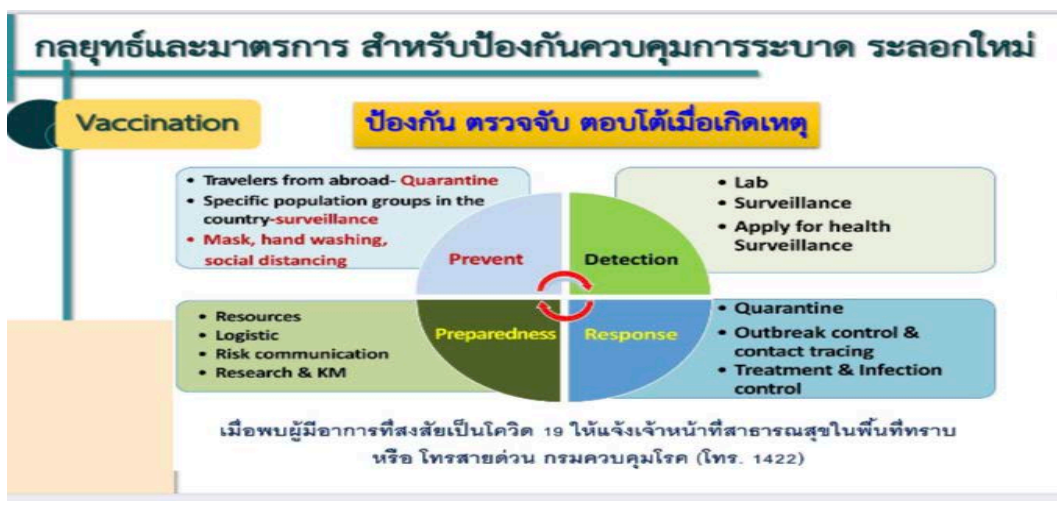 กลยุทธ์และมาตรการ สำหรับป้องกันควบคุมการระบาด ระลอกใหม่
Vaccination
ป้องกัน ตรวจจับ ตอบโต้เมื่อเกิดเหตุ
• Travelers from abroad- Quarantine
• Specific population groups in the
country-surveillance
• Mask, hand washing,
social distancing
Prevent
Detection
• Lab
• Surveillance
• Apply for health
Surveillance
• Resources
• Logistic
• Risk communication
• Research & KM
Preparedness
Response
• Quarantine
• Outbreak control &
contact tracing
• Treatment & Infection
control
เมื่อพบผู้มีอาการที่สงสัยเป็นโควิด 19 ให้แจ้งเจ้าหน้าที่สาธารณสุขในพื้นที่ทราบ
หรือ โทรสายด่วน กรมควบคุมโรค (โทร. 1422)